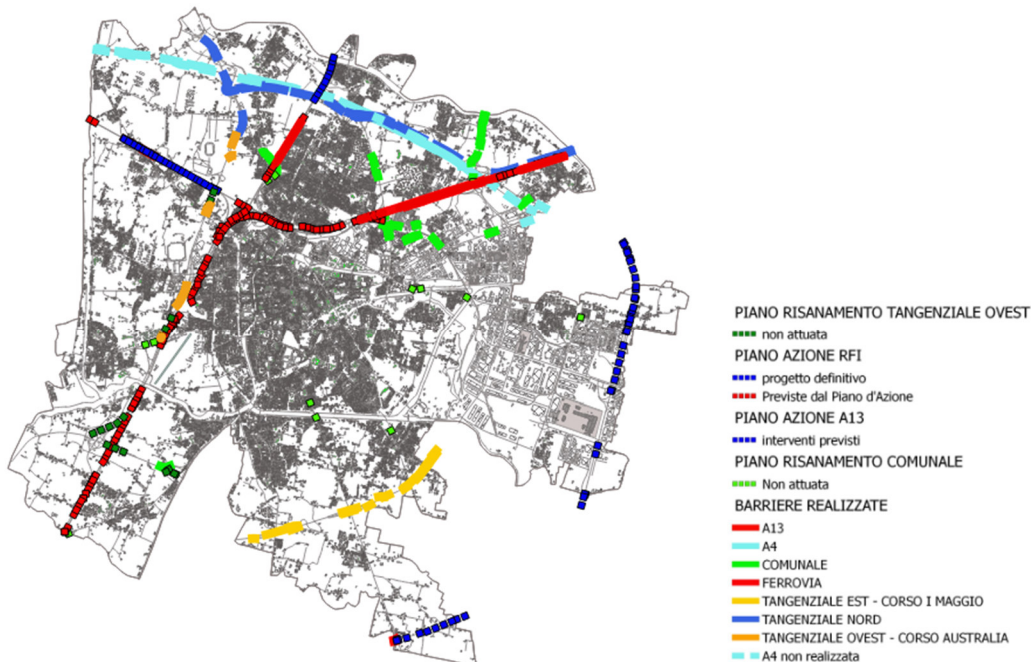 PIANO RISANAMENTO TANGENZIALE OVEST
non attuata
PIANO AZIONE RFI
progetto definitivo
Previste dal Piano d'Azione
PIANO AZIONE A13
interventi previsti
PIANO RISANAMENTO COMUNALE
Non attuata
BARRIERE REALIZZATE
A13
A4
COMUNALE
FERROVIA
TANGENZIALE EST - CORSO I MAGGIO
TANGENZIALE NORD
TANGENZIALE OVEST - CORSO AUSTRALIA
A4 non realizzata